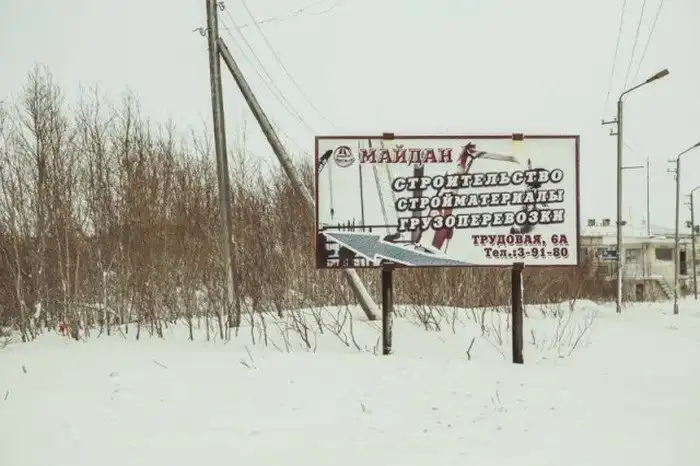 МАЙДАН
СТРОИТЕЛЬСТВО
СТРОЙМАТЕРИАЛЫ
ГРУЗОПЕРЕВОЗКИ
ТРУДОВАЯ, 6А
Тел.:3-91-80